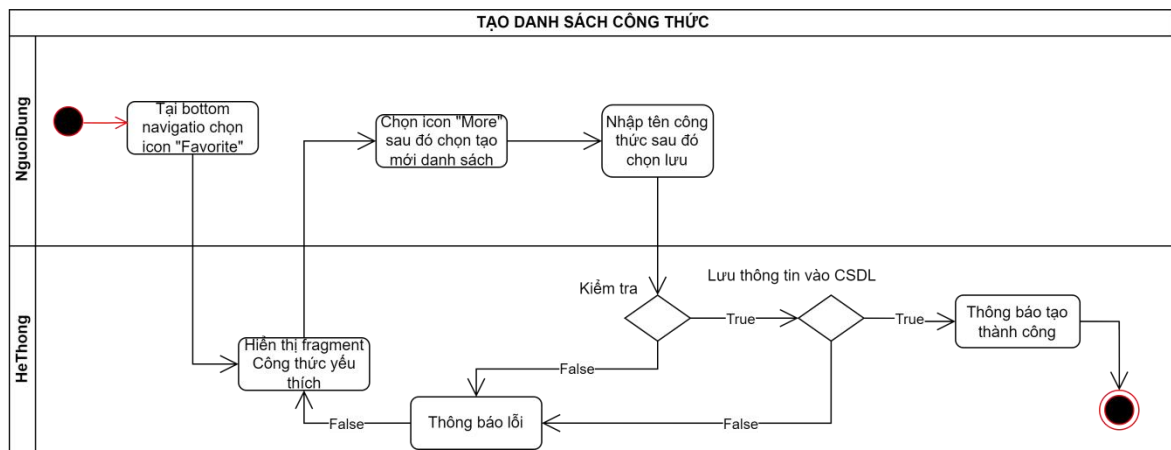 TẠO DANH SÁCH CÔNG THỨC
NguoiDung
Tại bottom
navigatio chọn
icon "Favorite"
Chọn icon "More"
sau đó chọn tạo
mới danh sách
Nhập tên công
thức sau đó
chọn lưu
HeThong
Hiển thị fragment
Công thức yếu
thích
Kiểm tra
Lưu thông tin vào CSDL
True
True
Thông báo tạo
thành công
False
Thông báo lỗi
False
False